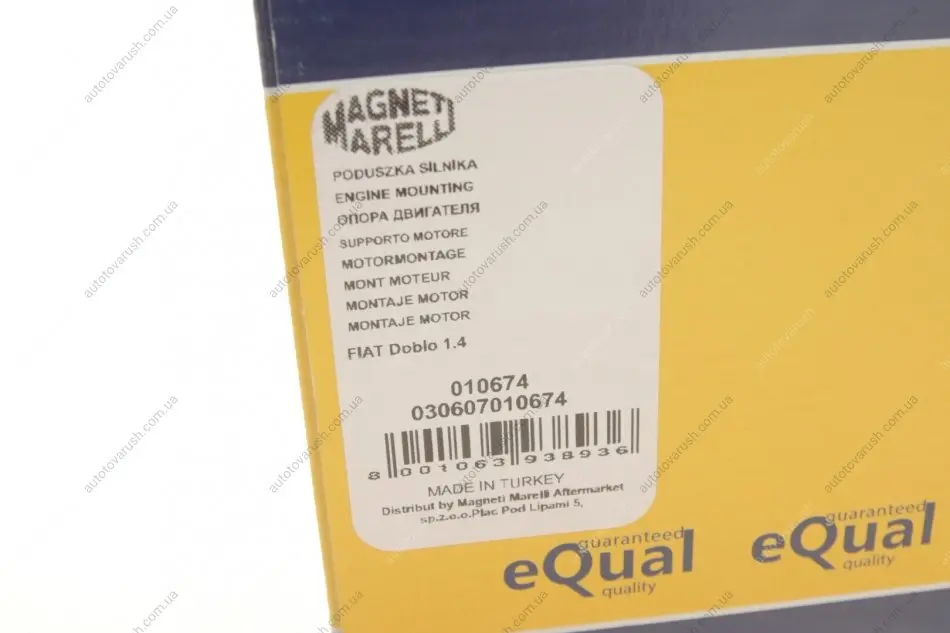 MAGNETI
MARELLI
PODUSZKA SILNIKA
ENGINE MOUNTING
ОПОРА ДВИГАТЕЛЯ
SUPPORTO MOTORE
MOTORMONTAGE
MONT MOTEUR
MONTAJE MOTOR
MONTAJE MOTOR
FIAT Doblo 1.4
010674
030607010674
8 001063 938936
MADE IN TURKEY
Distribut by Magneti Marelli Aftermarket
sp.z.o.o.Plac Pod Lipami 5,
guaranteed
eQual
quality
guaranteed
eQual
quality
autotovarush.com.ua